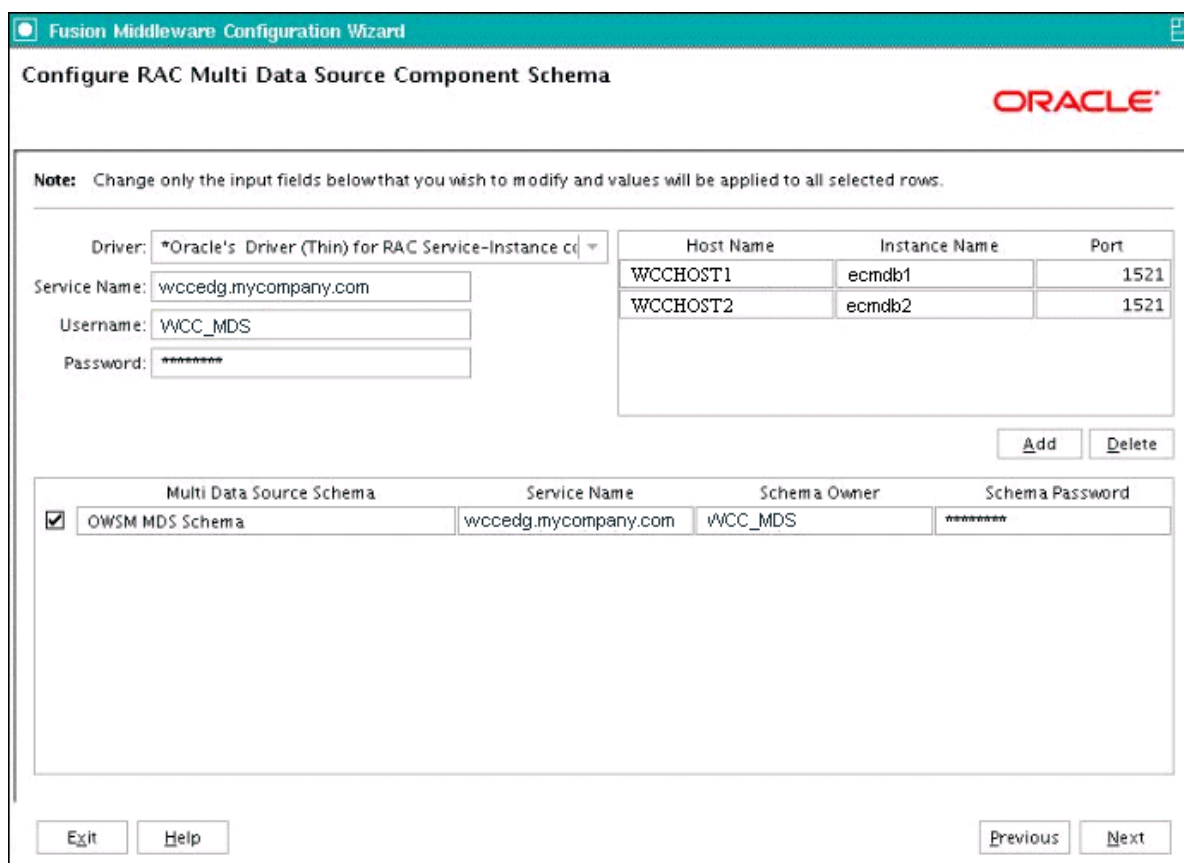 Fusion Middleware Configuration Wizard
Configure RAC Multi Data Source Component Schema
ORACLE
Note: Change only the input fields below that you wish to modify and values will be applied to all selected rows.
Driver: *Oracle's Driver (Thin) for RAC Service-Instance co
Service Name: wccedg.mycompany.com
Username: WCC_MDS
Password: ********
Host Name Instance Name Port
WCCHOST1 ecmdb1 1521
WCCHOST2 ecmdb2 1521
Add Delete
Multi Data Source Schema Service Name Schema Owner Schema Password
OWSM MDS Schema wccedg.mycompany.com WCC_MDS ********
Exit Help Previous Next